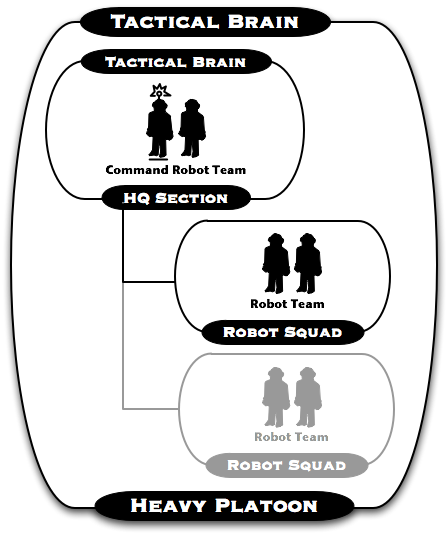 Tactical Brain
Tactical Brain
Command Robot Team
HQ Section
Robot Team
Robot Squad
Robot Team
Robot Squad
Heavy Platoon